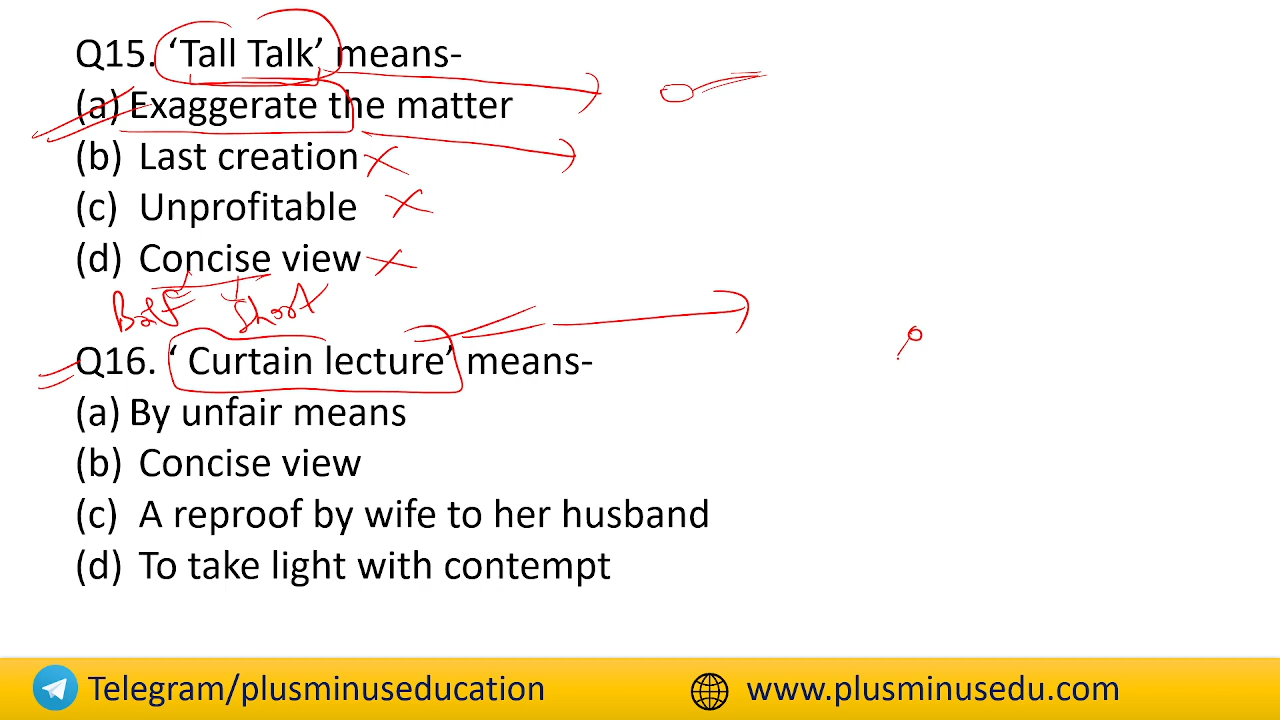 Q15. ‘Tall Talk’ means-
(a) Exaggerate the matter
(b) Last creation
(c) Unprofitable
(d) Concise view
Short
Q16. ‘ Curtain lecture’ means-
(a) By unfair means
(b) Concise view
(c) A reproof by wife to her husband
(d) To take light with contempt
Telegram/plusminuseducation
www.plusminusedu.com